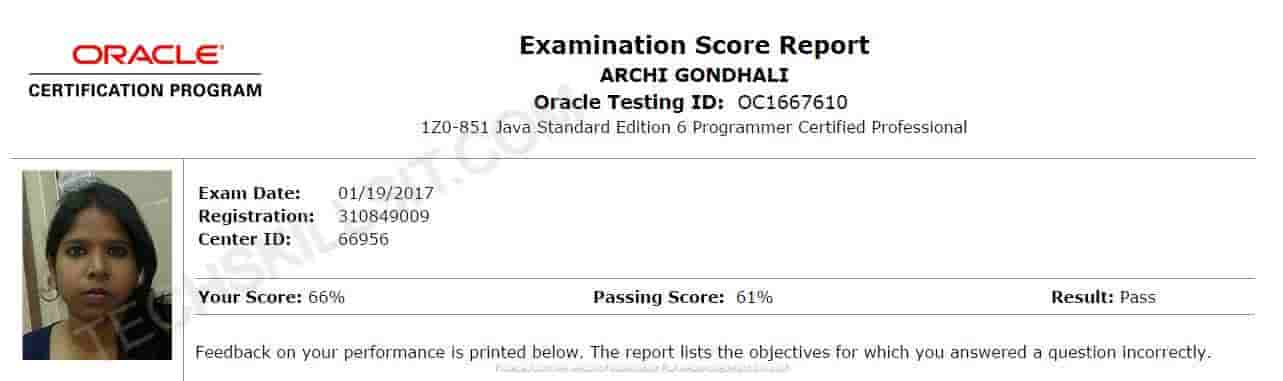 ORACLE
CERTIFICATION PROGRAM
Examination Score Report
ARCHI GONDHALI
Oracle Testing ID: OC1667610
1Z0-851 Java Standard Edition 6 Programmer Certified Professional
Exam Date: 01/19/2017
Registration: 310849009
Center ID: 66956
Your Score: 66% Passing Score: 61% Result: Pass
Feedback on your performance is printed below. The report lists the objectives for which you answered a question incorrectly.